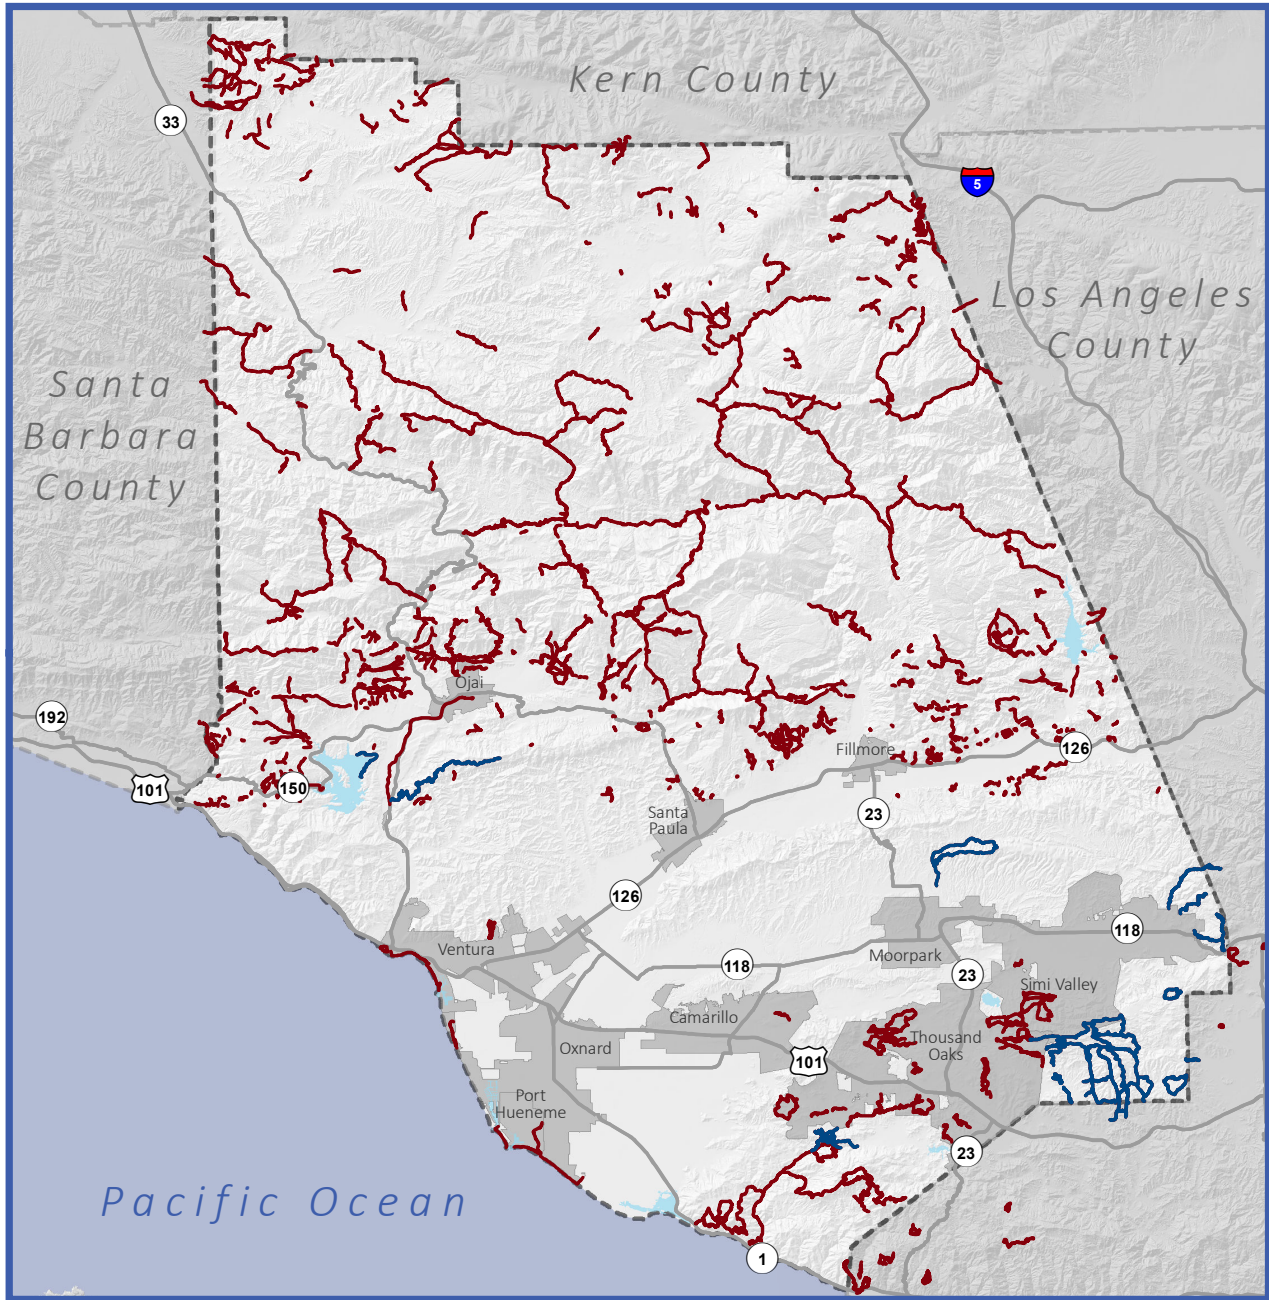 Kern County
33
5
Los Angeles
County
Santa
Barbara
County
Ojai
192
Fillmore
126
101
150
Santa
Paula
23
126
118
Ventura
Moorpark
118
23
Simi Valley
Camarillo
Thousand
Oaks
Oxnard
101
Port
Hueneme
23
Pacific Ocean
1